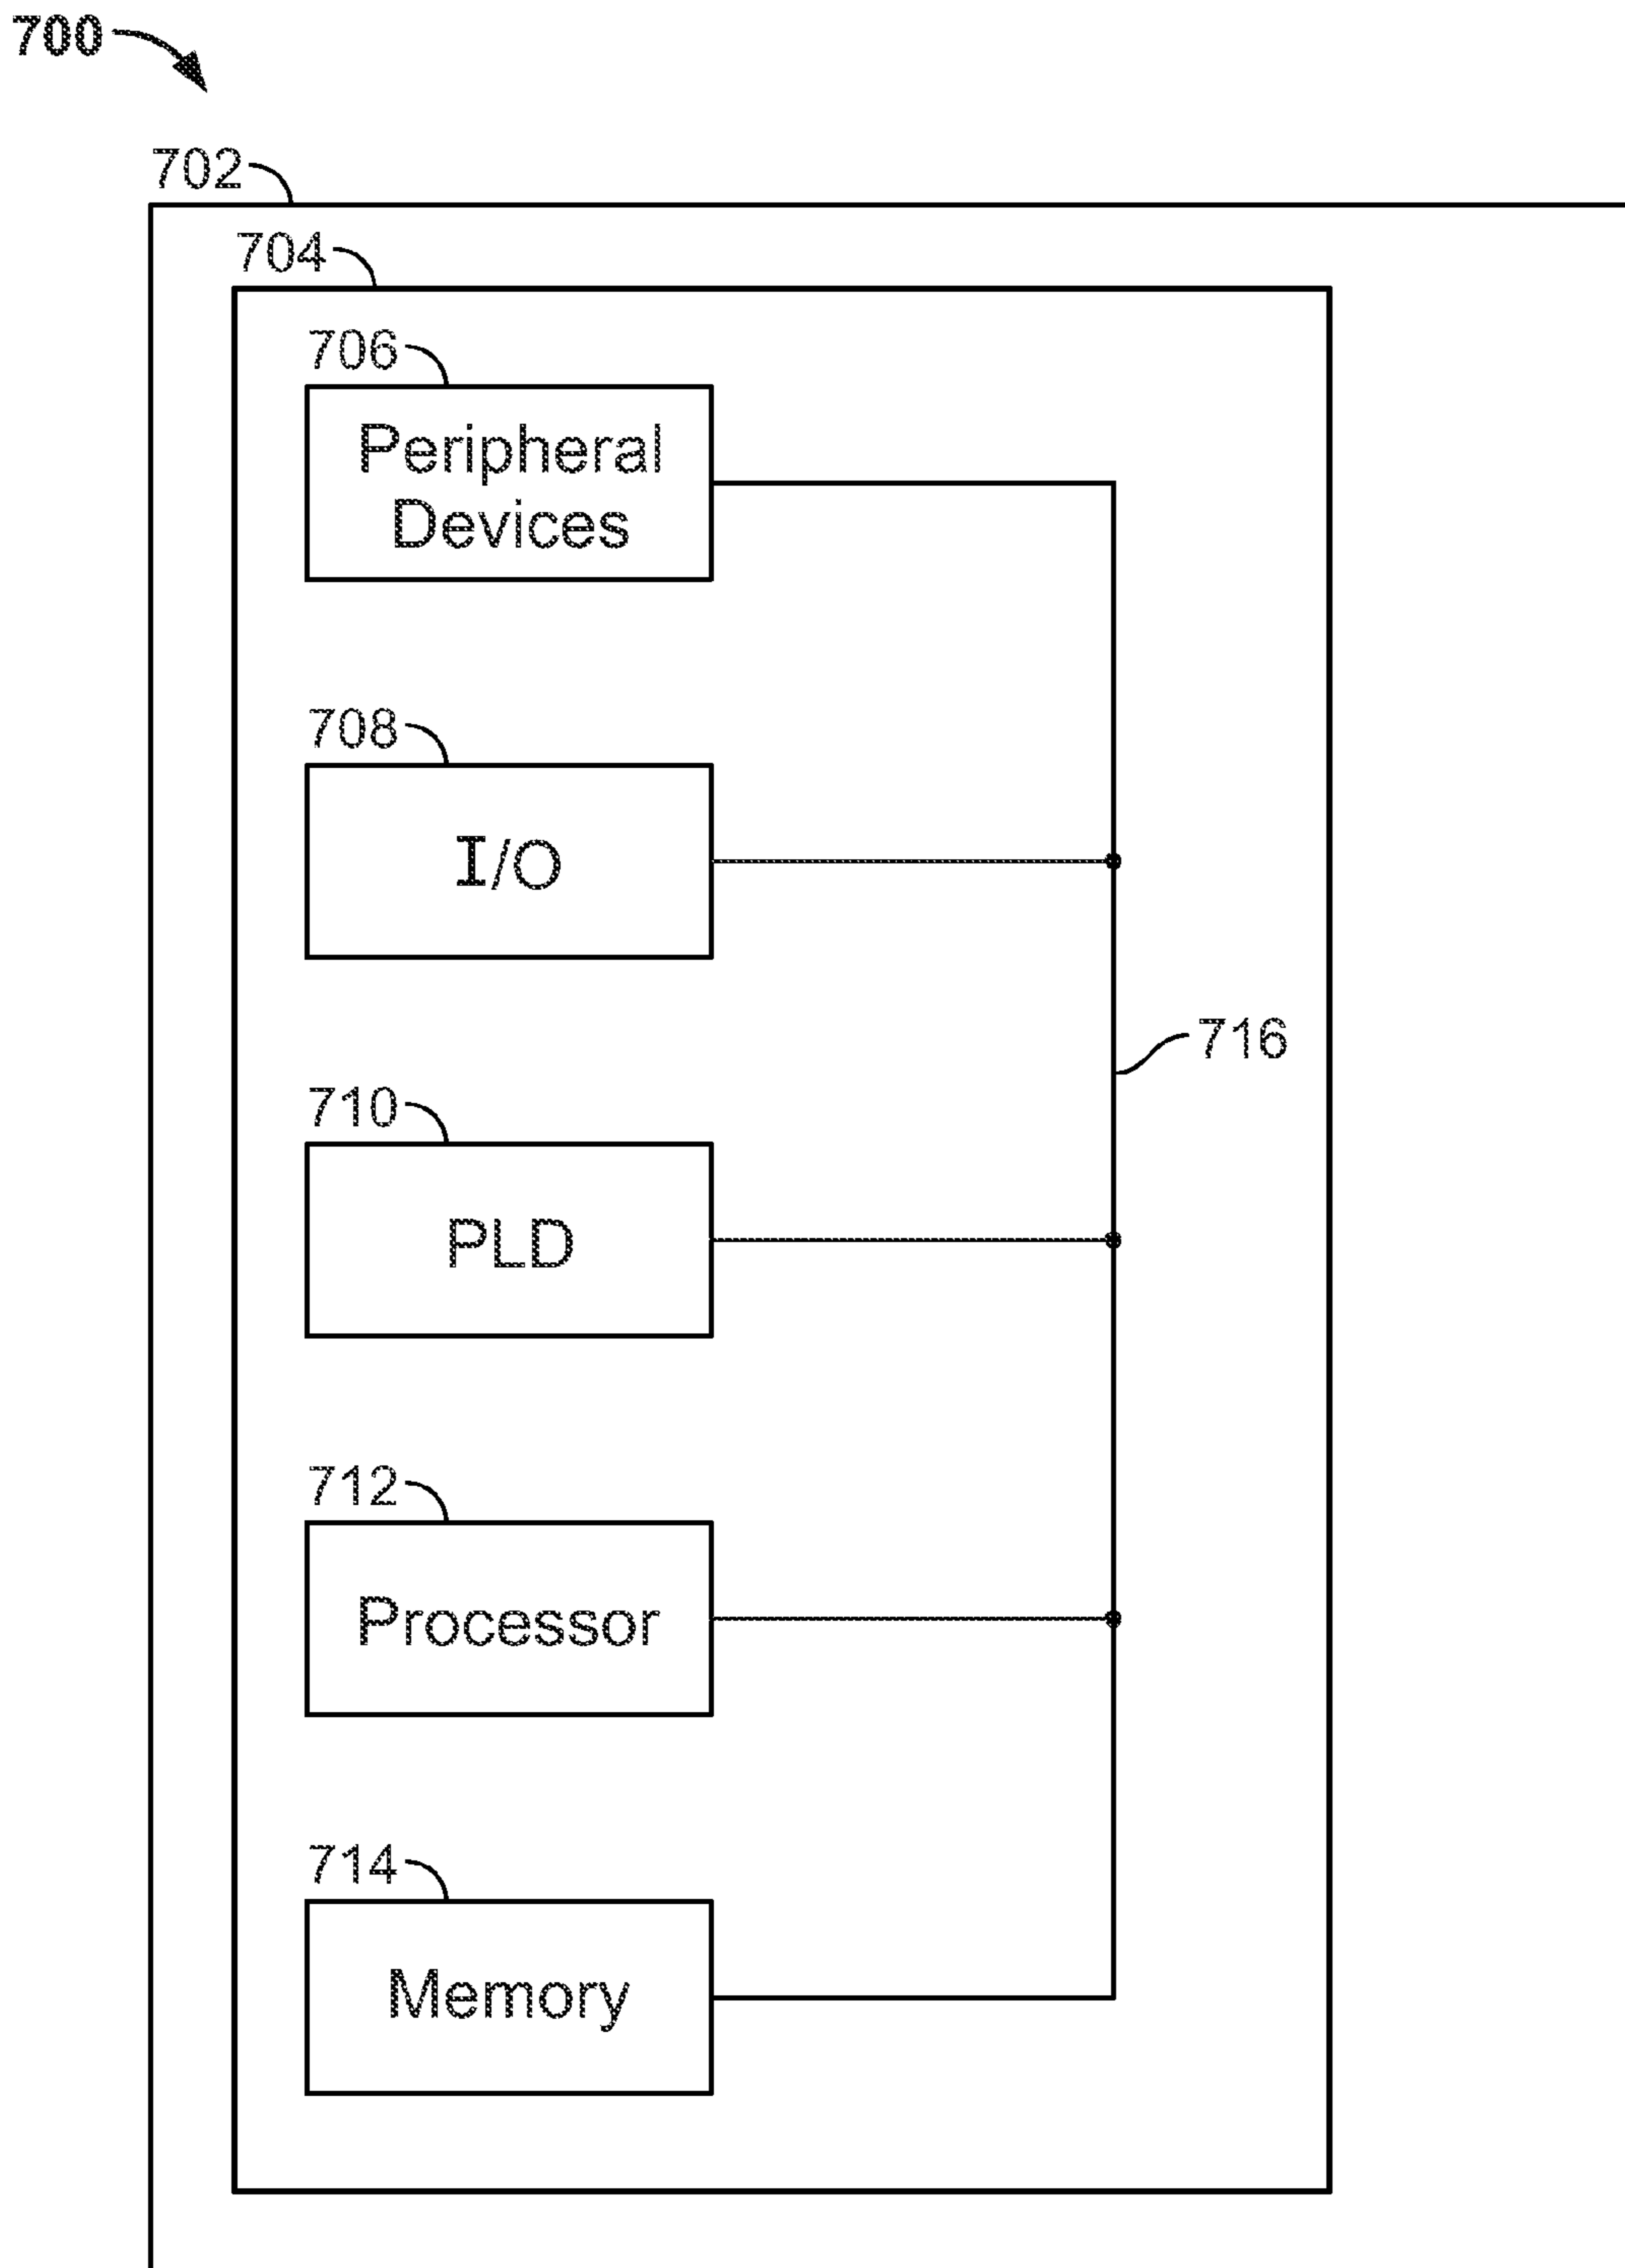 700
702
704
706
Peripheral
Devices
708
I/O
716
710
PLD
712
Processor
714
Memory